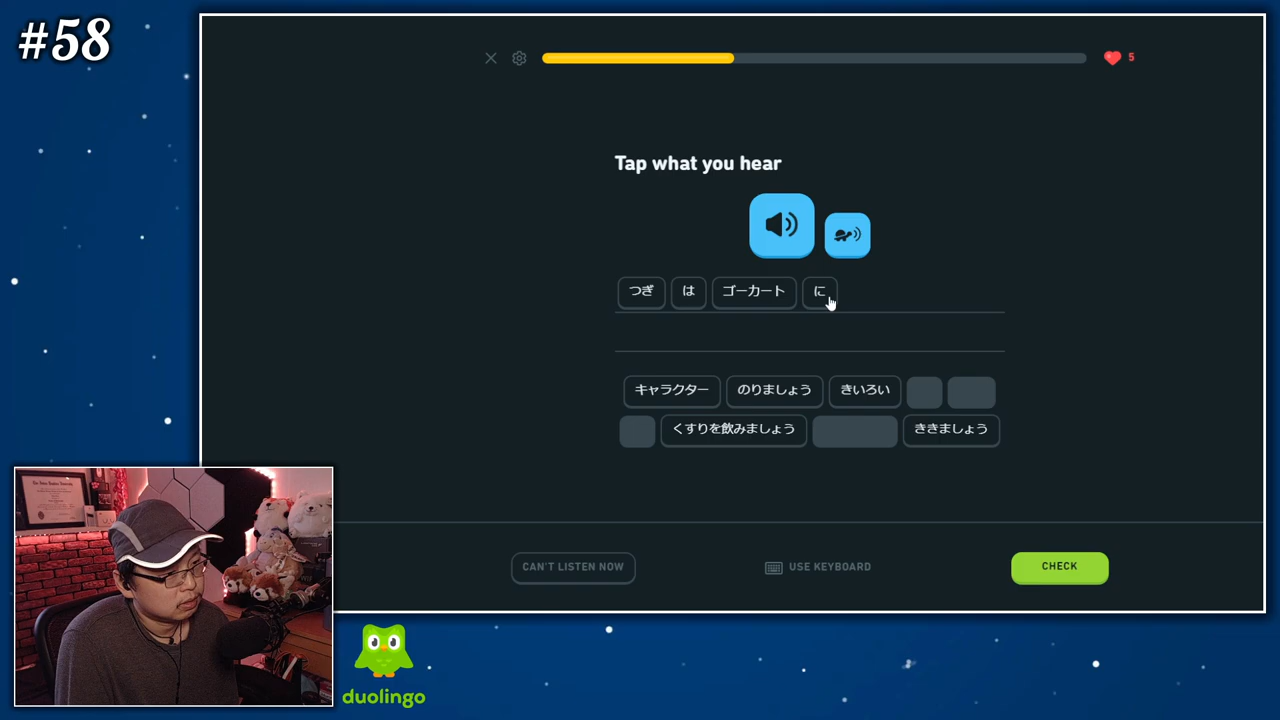 #58
5
Tap what you hear
つぎ は ゴーカート に
キャラクター のりましょう きいろい
くすりを飲みましょう ききましょう
CAN'T LISTEN NOW USE KEYBOARD CHECK
duolingo